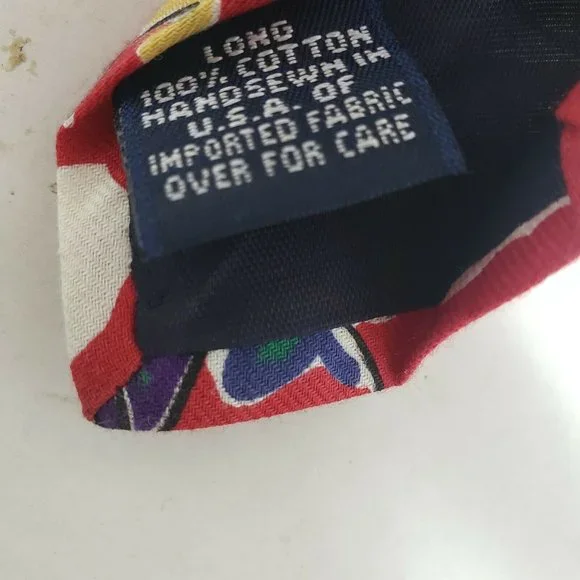 LONG
100% COTTON
HANDSEWN IN
U.S.A. OF
IMPORTED FABRIC
OVER FOR CARE